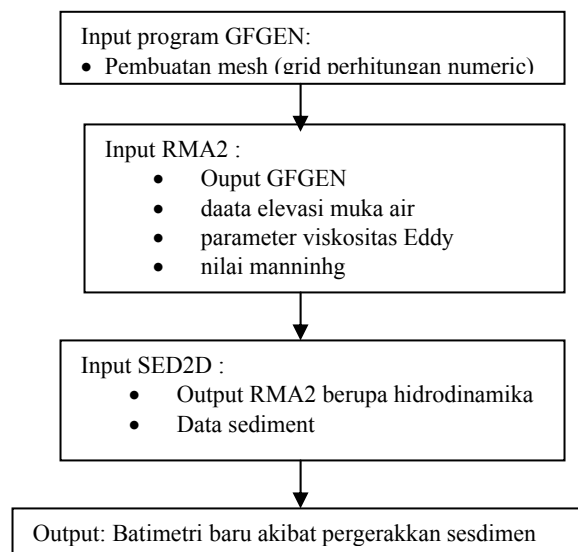 Input program GFGEN:
• Pembuatan mesh (grid perhitungan numeric)
Input RMA2 :
• Ouput GFGEN
• daata elevasi muka air
• parameter viskositas Eddy
• nilai manninhg
Input SED2D :
• Output RMA2 berupa hidrodinamika
• Data sediment
Output: Batimetri baru akibat pergerakkan sesdimen